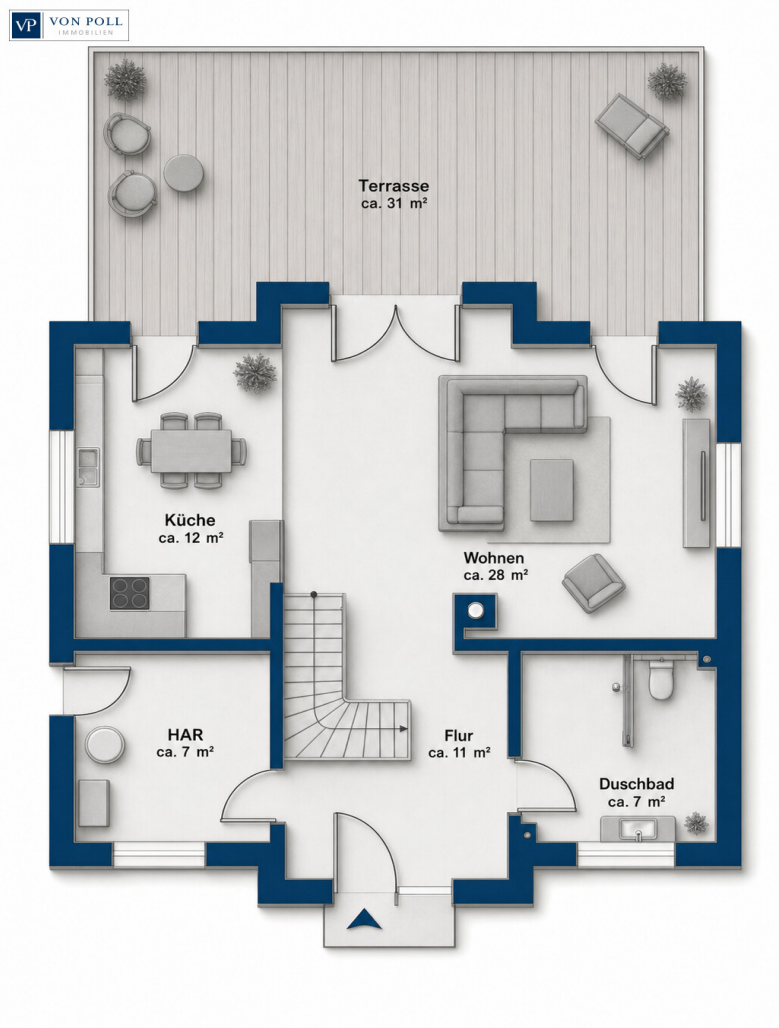 VP
VON POLL
IMMOBILIEN
Terrasse
ca. 31 m²
Küche
ca. 12 m²
Wohnen
ca. 28 m²
HAR
ca. 7 m²
Flur
ca. 11 m²
Duschbad
ca. 7 m²